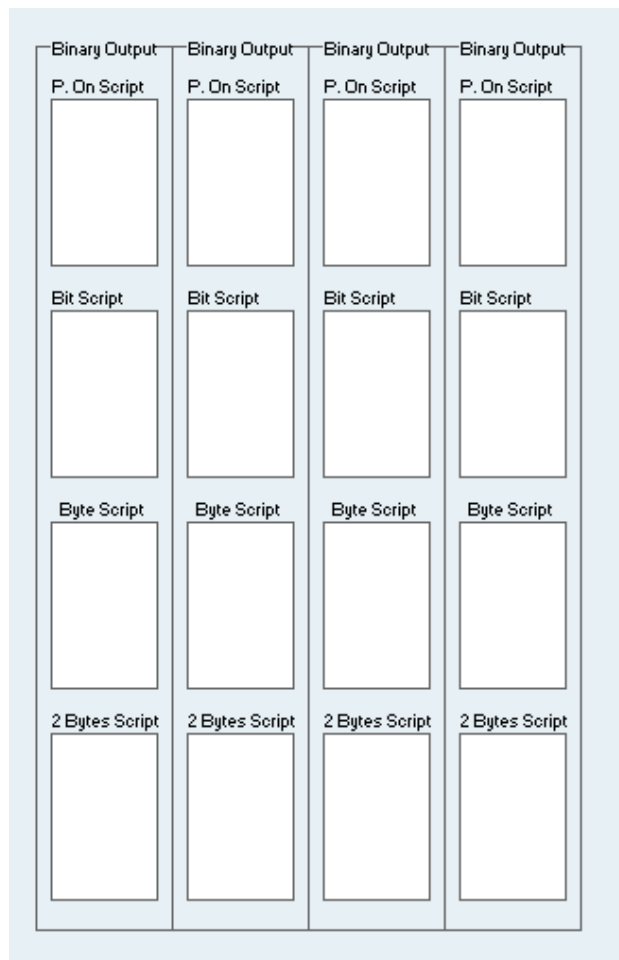 Binary Output Binary Output Binary Output Binary Output
P. On Script P. On Script P. On Script P. On Script
Bit Script Bit Script Bit Script Bit Script
Byte Script Byte Script Byte Script Byte Script
2 Bytes Script 2 Bytes Script 2 Bytes Script 2 Bytes Script